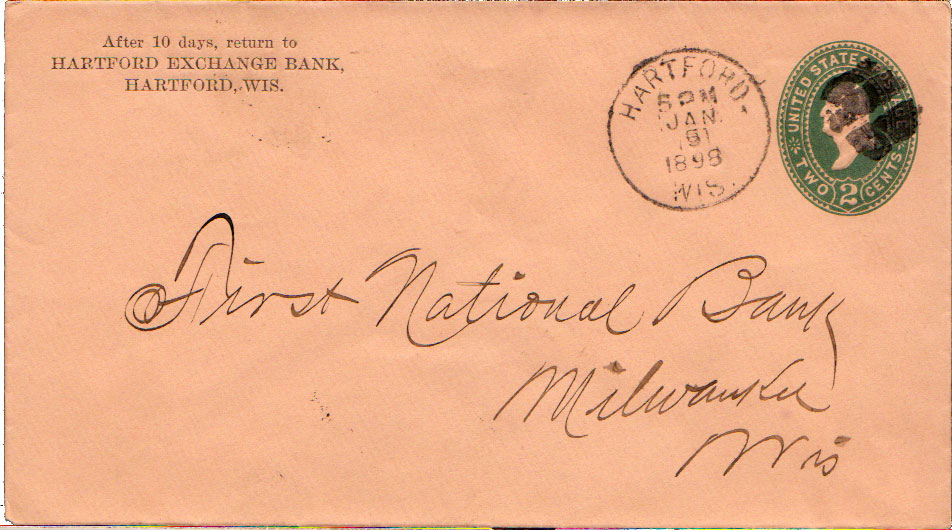 After 10 days, return to
HARTFORD EXCHANGE BANK,
HARTFORD, WIS.
HARTFORD.
5 PM
JAN
1898
WIS.
UNITED STATES
TWO 2 CENTS
First National Bank
Milwaukee
Wis